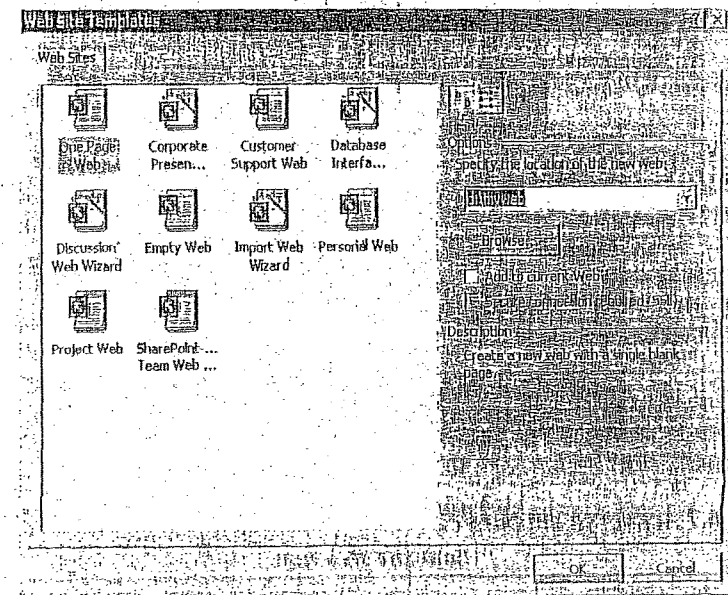 Web Site Templates
Web Sites
One Page Web
Corporate Presen...
Customer Support Web
Database Interfa...
Discussion Web Wizard
Empty Web
Import Web Wizard
Personal Web
Project Web
SharePoint-... Team Web ...
Options
Specify the location of the new web:
Browse...
Add to current Web
Description
Create a new web with a single blank
page.
OK
Cancel